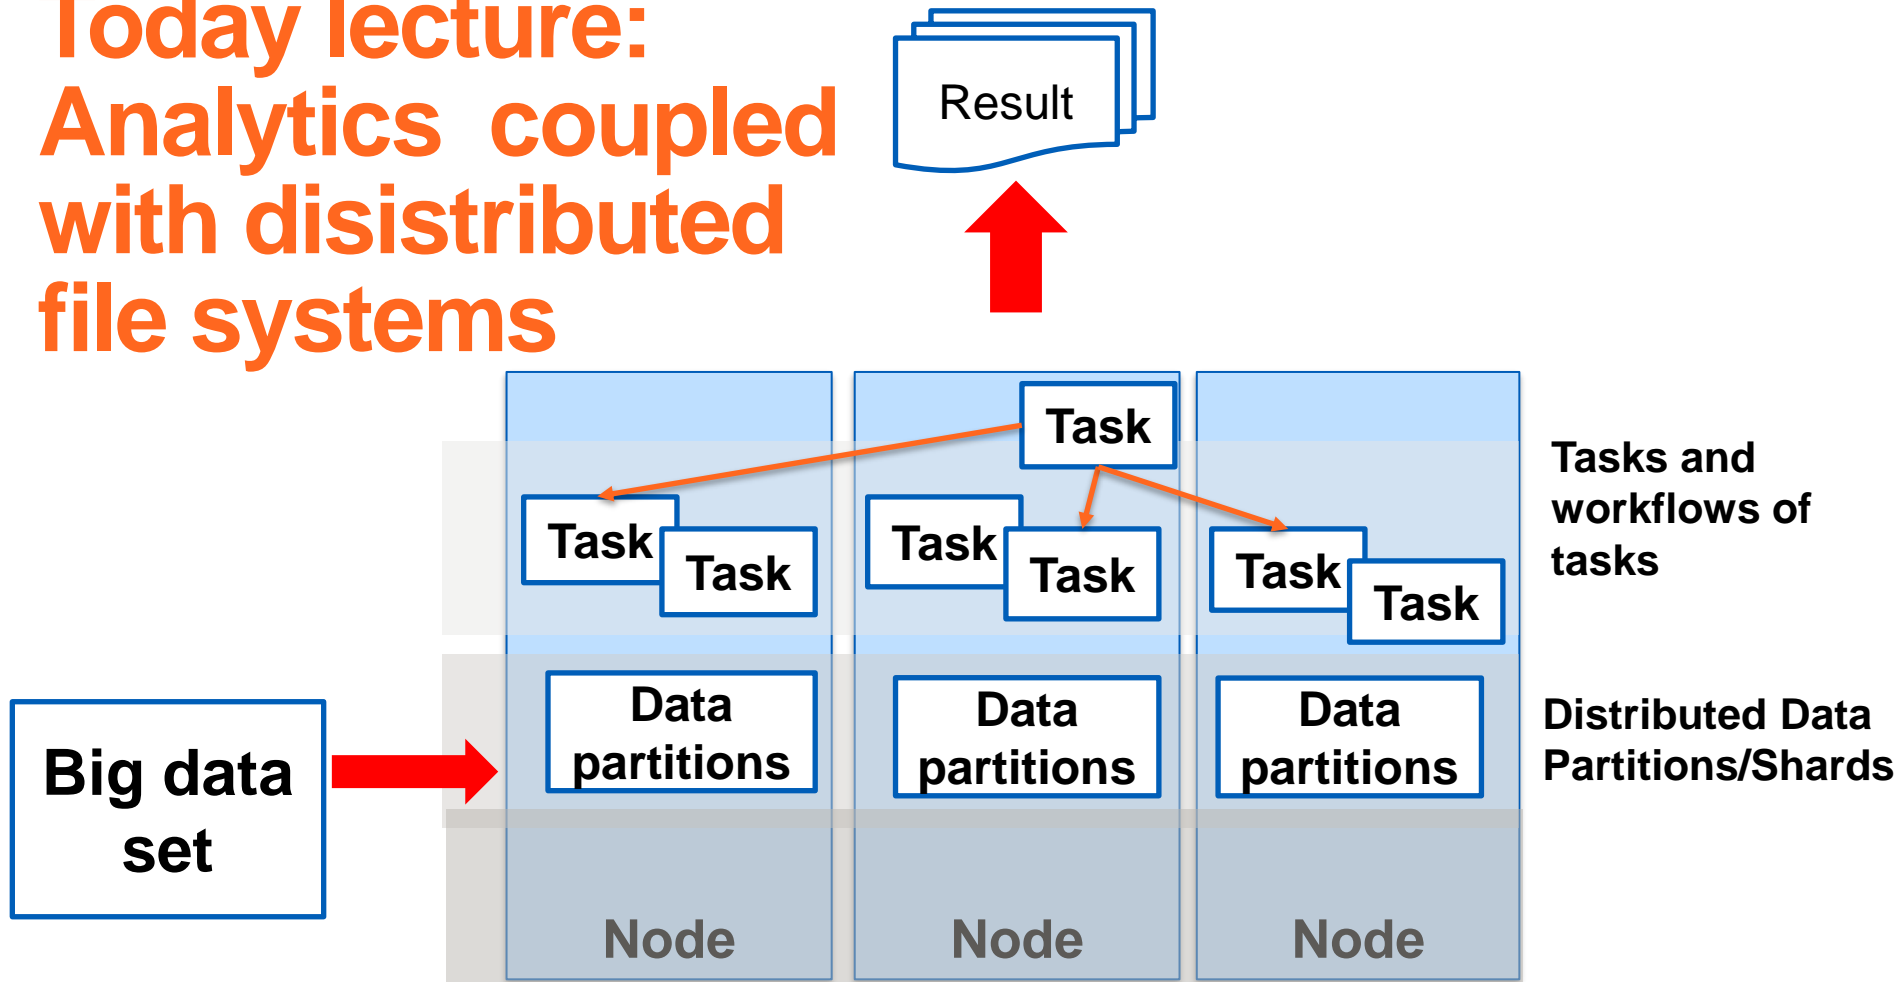 Today lecture:
Analytics coupled
with disistributed
file systems
Result
Task
Task
Task
Task
Task
Task
Task
Tasks and
workflows of
tasks
Big data
set
Data
partitions
Data
partitions
Data
partitions
Distributed Data
Partitions/Shards
Node
Node
Node